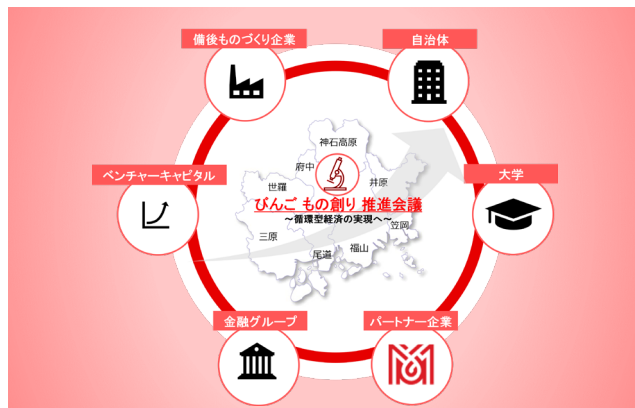 備後ものづくり企業
自治体
ベンチャーキャピタル
大学
神石高原
府中
井原
世羅
びんご もの創り 推進会議
～循環型経済の実現へ～
笠岡
三原
福山
尾道
金融グループ
パートナー企業